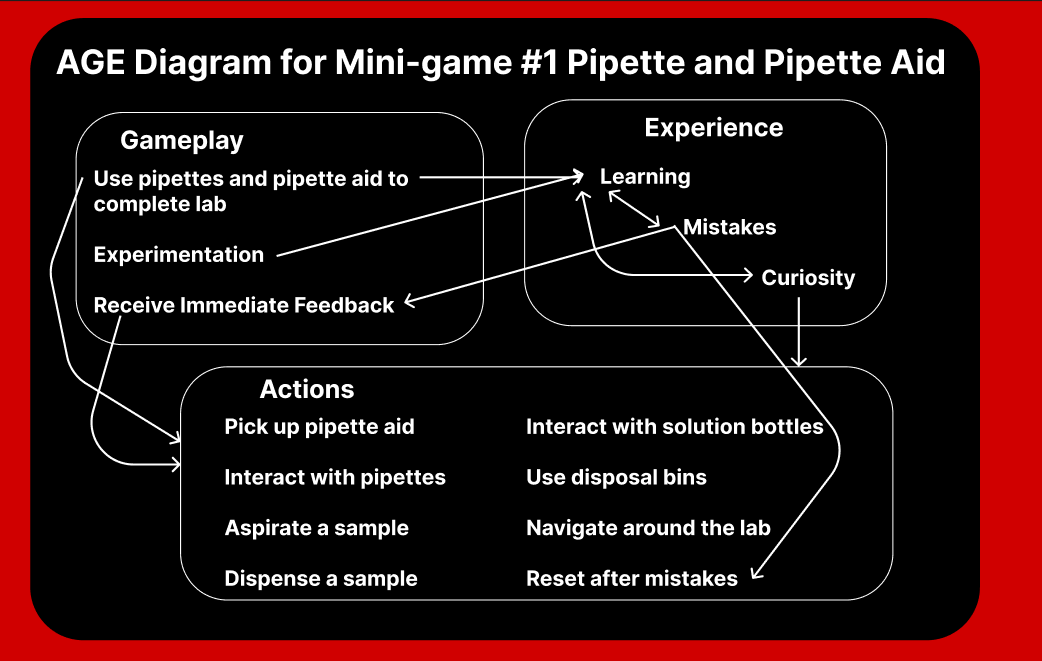 AGE Diagram for Mini-game #1 Pipette and Pipette Aid
Gameplay
Use pipettes and pipette aid to
complete lab
Experimentation
Receive Immediate Feedback
Experience
Learning
Mistakes
Curiosity
Actions
Pick up pipette aid
Interact with pipettes
Aspirate a sample
Dispense a sample
Interact with solution bottles
Use disposal bins
Navigate around the lab
Reset after mistakes